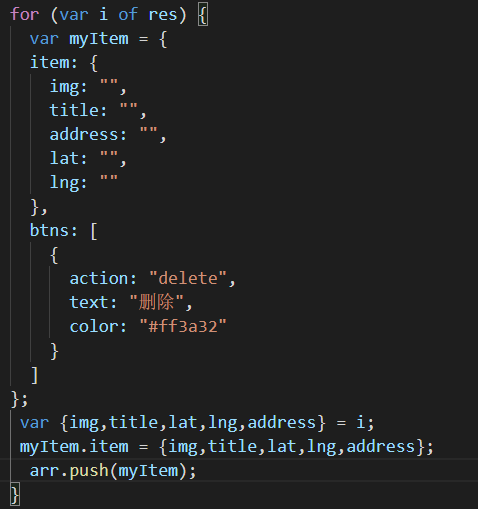 for (var i of res) {
var myItem = {
item: {
img: "",
title: "",
address: "",
lat: "",
lng: ""
},
btns: [
{
action: "delete",
text: "删除",
color: "#ff3a32"
}
]
};
var {img,title,lat,lng,address} = i;
myItem.item = {img,title,lat,lng,address};
arr.push(myItem);
}